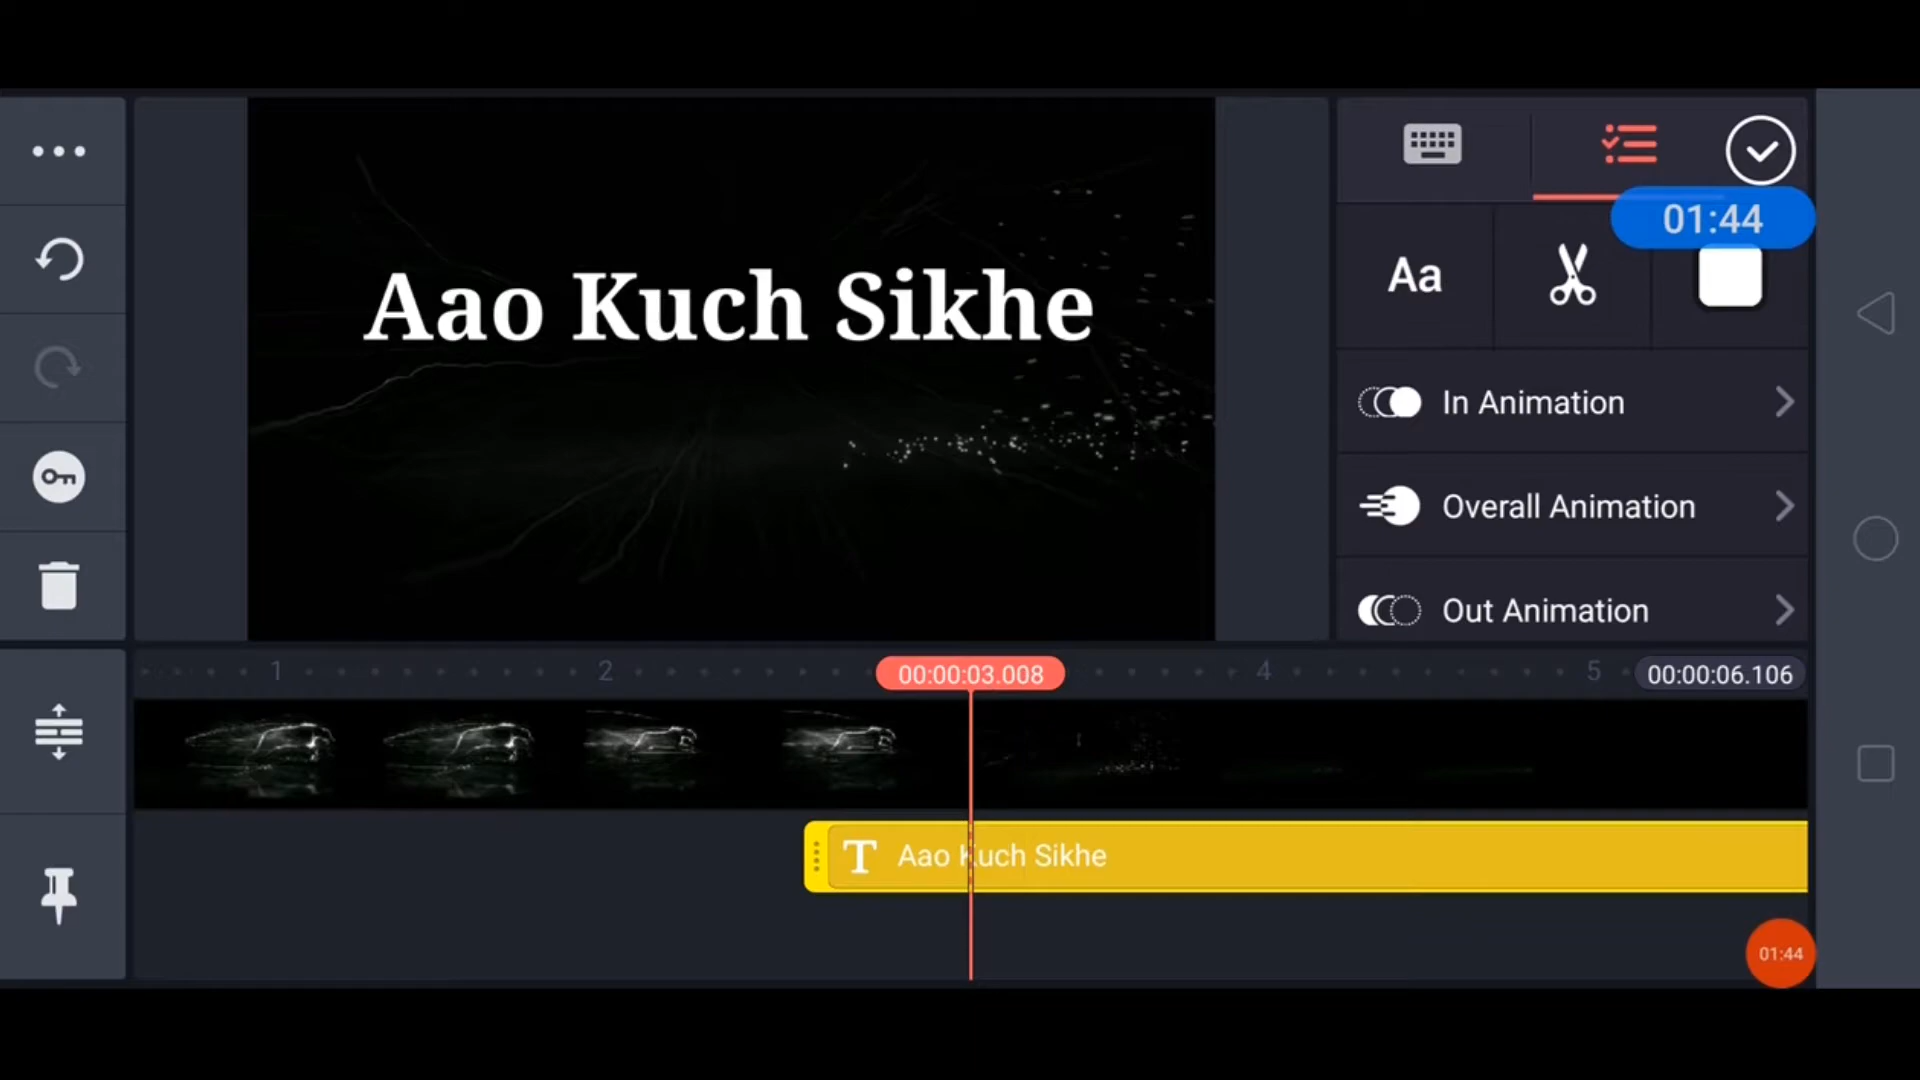 Aao Kuch Sikhe
01:44
Aa
In Animation
Overall Animation
Out Animation
1 2 00:00:03.008 4 5 00:00:06.106
T Aao Kuch Sikhe
01:44